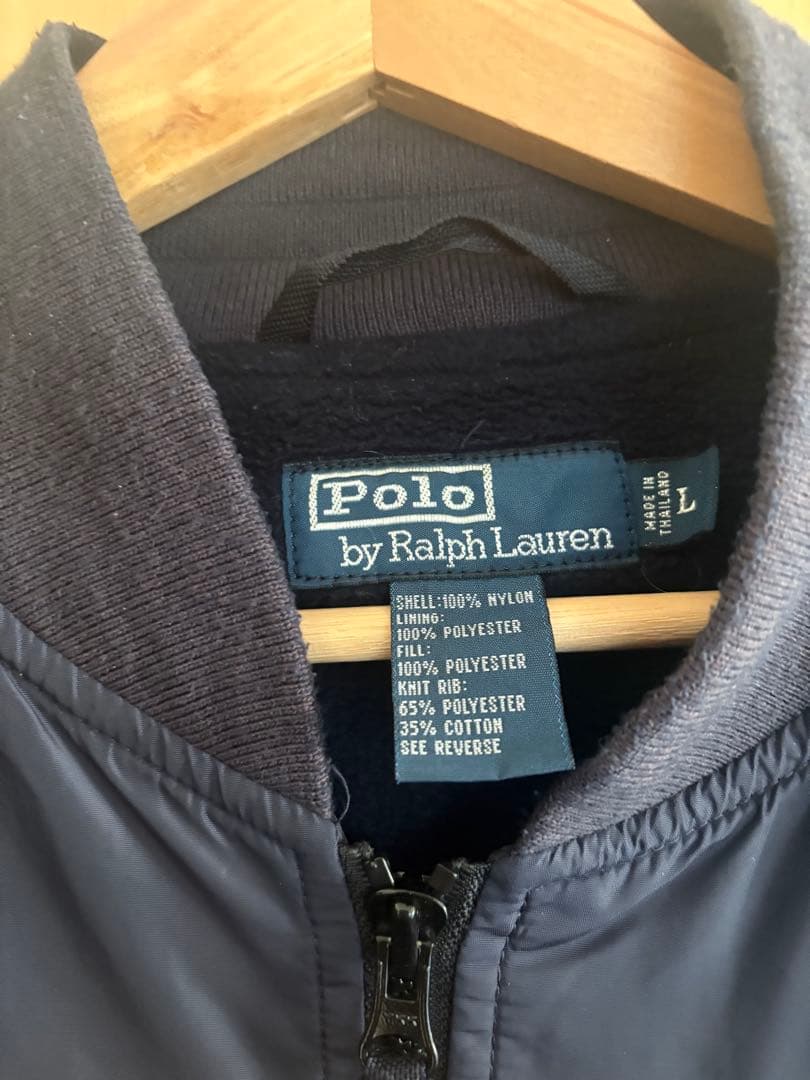 Polo
by Ralph Lauren
MADE IN
THAILAND
L
SHELL:100% NYLON
LINING:
100% POLYESTER
FILL:
100% POLYESTER
KNIT RIB:
65% POLYESTER
35% COTTON
SEE REVERSE